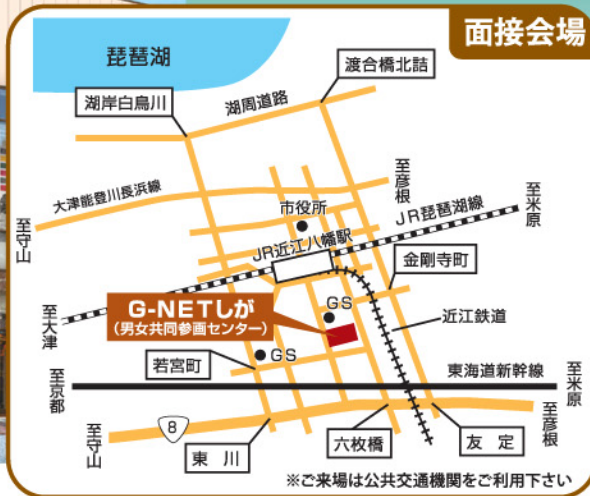 面接会場
琵琶湖
渡合橋北詰
湖岸白鳥川
湖周道路
大津能登川長浜線
至彦根
至米原
市役所
至守山
JR琵琶湖線
JR近江八幡駅
金剛寺町
至大津
G-NETしが
(男女共同参画センター)
GS
近江鉄道
GS
若宮町
東海道新幹線
至京都
至米原
8
至守山
東川
六枚橋
友定
至彦根
※ご来場は公共交通機関をご利用下さい